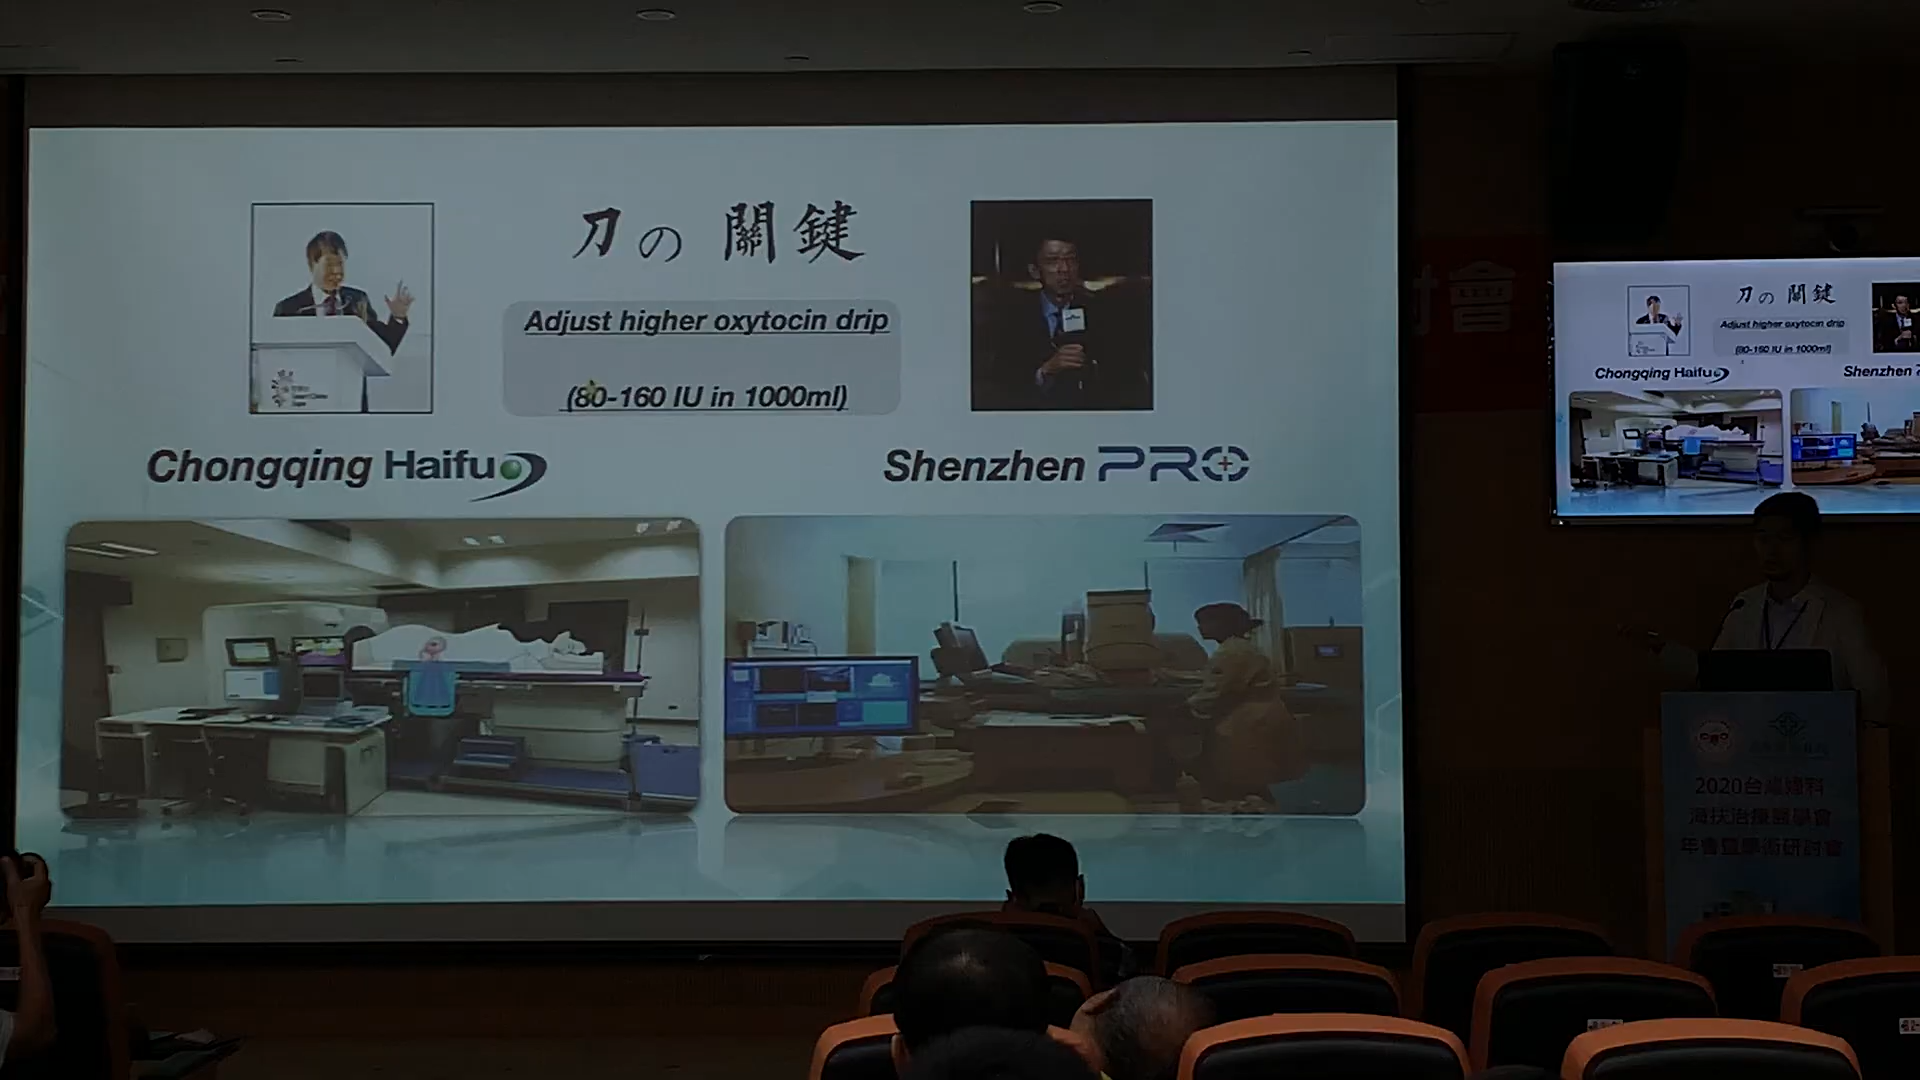 刀の關鍵
Adjust higher oxytocin drip
(80-160 IU in 1000ml)
Chongqing Haifu
Shenzhen PRO
刀の關鍵
Adjust higher oxytocin drip
(80-160 IU in 1000ml)
Chongqing Haifu
Shenzhen
會
2020台灣婦科
海扶治療醫學會
年會暨學術研討會